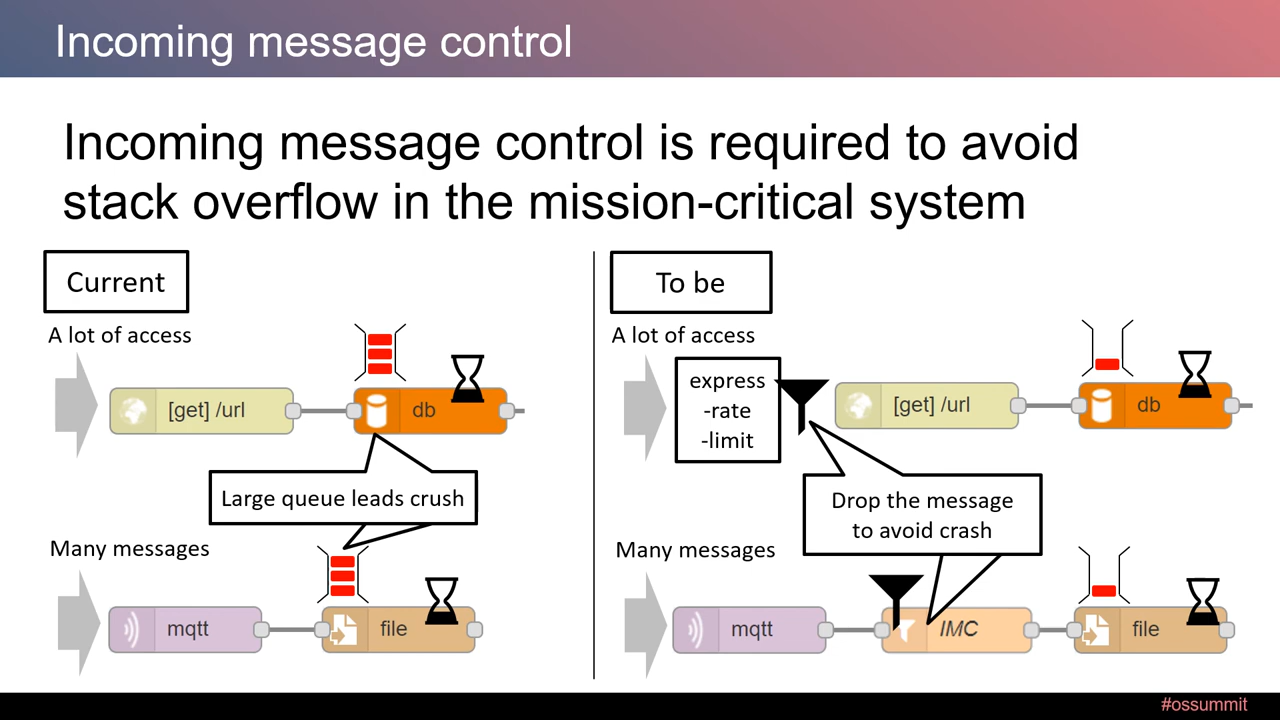 Incoming message control
Incoming message control is required to avoid
stack overflow in the mission-critical system
Current
A lot of access
[get] /url
db
Large queue leads crush
Many messages
mqtt
file
To be
A lot of access
express
-rate
-limit
[get] /url
db
Drop the message
to avoid crash
Many messages
mqtt
IMC
file
#ossummit